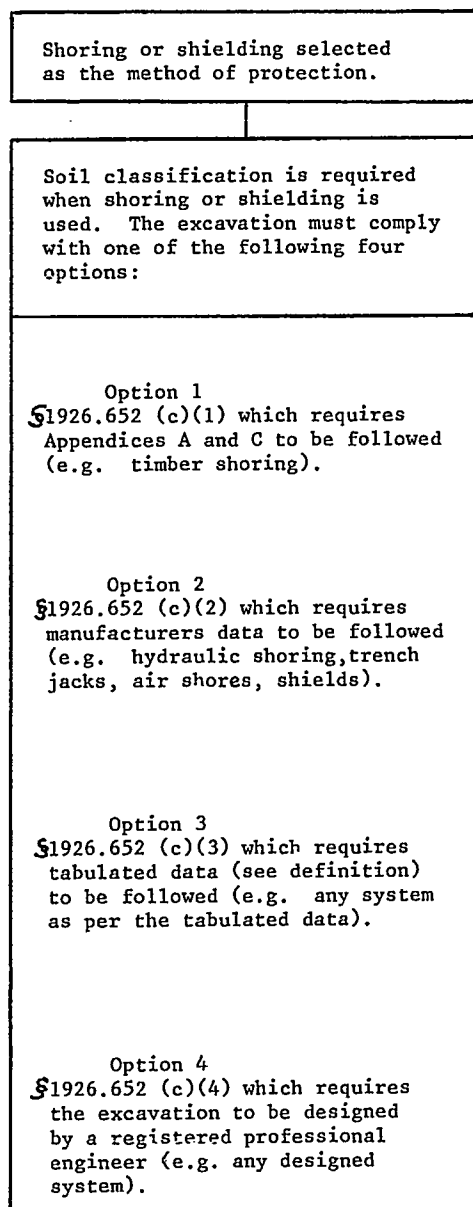 Shoring or shielding selected
as the method of protection.
Soil classification is required
when shoring or shielding is
used. The excavation must comply
with one of the following four
options:
Option 1
§1926.652 (c)(1) which requires
Appendices A and C to be followed
(e.g. timber shoring).
Option 2
§1926.652 (c)(2) which requires
manufacturers data to be followed
(e.g. hydraulic shoring,trench
jacks, air shores, shields).
Option 3
§1926.652 (c)(3) which requires
tabulated data (see definition)
to be followed (e.g. any system
as per the tabulated data).
Option 4
§1926.652 (c)(4) which requires
the excavation to be designed
by a registered professional
engineer (e.g. any designed
system).